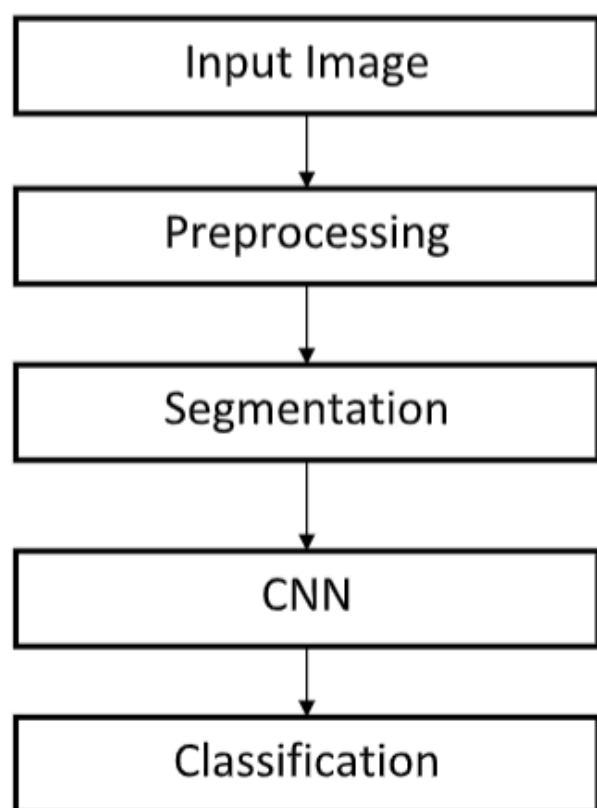 Input Image
Preprocessing
Segmentation
CNN
Classification